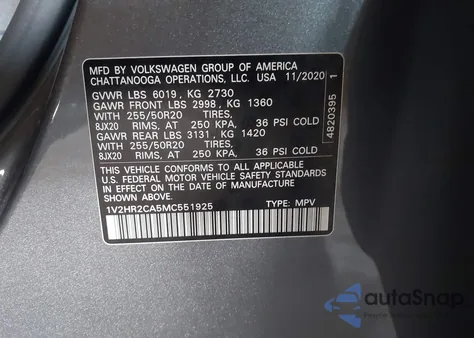 MFD BY VOLKSWAGEN GROUP OF AMERICA
CHATTANOOGA OPERATIONS, LLC. USA 11/2020
GVWR LBS 6019, KG 2730
GAWR FRONT LBS 2998, KG 1360
WITH 255/50R20 TIRES,
8JX20 RIMS, AT 250 KPA, 36 PSI COLD
GAWR REAR LBS 3131, KG 1420
WITH 255/50R20 TIRES,
8JX20 RIMS, AT 250 KPA, 36 PSI COLD
THIS VEHICLE CONFORMS TO ALL APPLICABLE
U.S. FEDERAL MOTOR VEHICLE SAFETY STANDARDS
IN EFFECT ON THE DATE OF MANUFACTURE
SHOWN ABOVE
1V2HR2CA5MC551925 TYPE: MPV
4820395 1
autoSnap